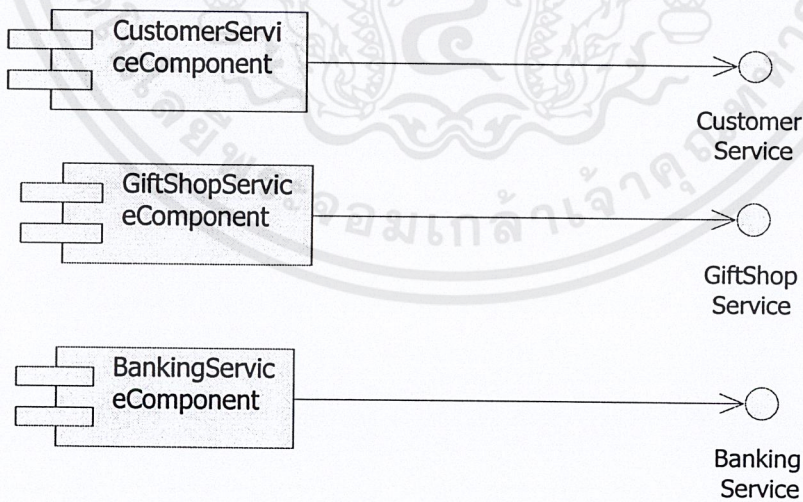 CustomerServi
ceComponent
Customer
Service
GiftShopServic
eComponent
GiftShop
Service
BankingServic
eComponent
Banking
Service